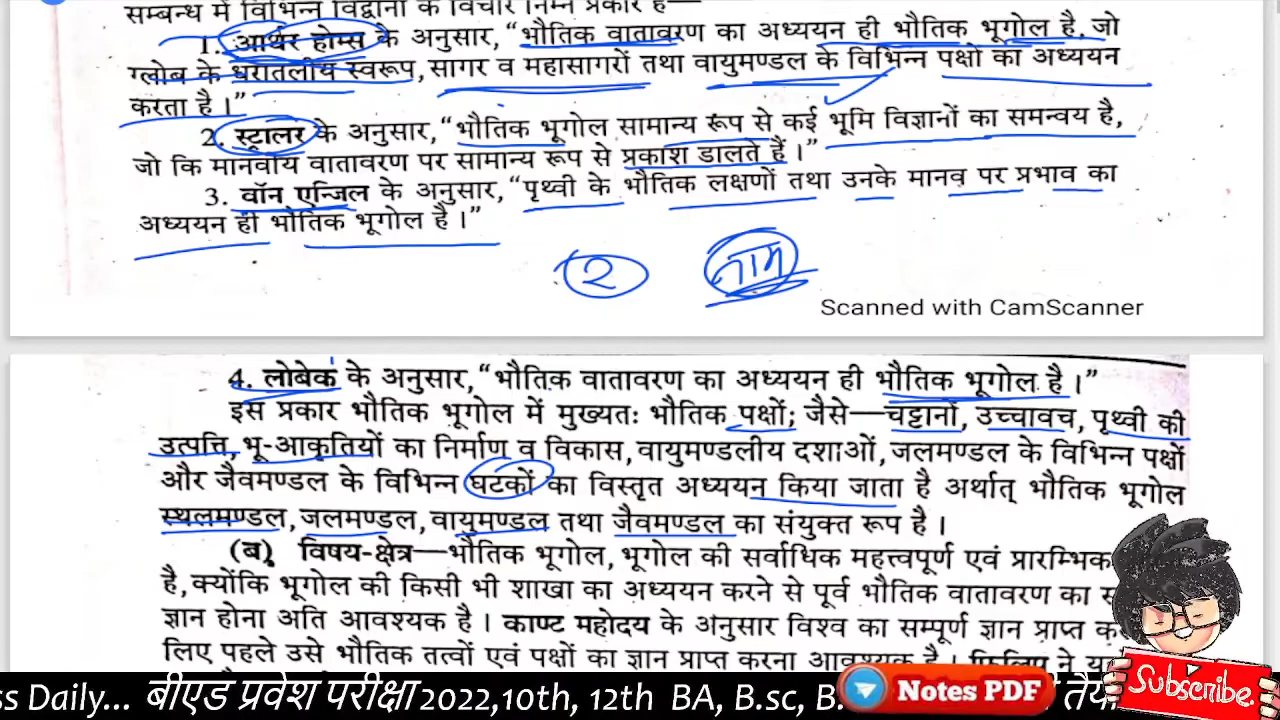 सम्बन्ध में विभिन्न विद्वानों के विचार निम्न प्रकार हैं—
1. आर्थर होम्स के अनुसार, “भौतिक वातावरण का अध्ययन ही भौतिक भूगोल है, जो
ग्लोब के धरातलीय स्वरूप, सागर व महासागरों तथा वायुमण्डल के विभिन्न पक्षों का अध्ययन
करता है।”
2. स्ट्रालर के अनुसार, “भौतिक भूगोल सामान्य रूप से कई भूमि विज्ञानों का समन्वय है,
जो कि मानवीय वातावरण पर सामान्य रूप से प्रकाश डालते हैं।”
3. वॉन एन्जिल के अनुसार, “पृथ्वी के भौतिक लक्षणों तथा उनके मानव पर प्रभाव का
अध्ययन ही भौतिक भूगोल है।”
2 नाम
Scanned with CamScanner
4. लोबेक के अनुसार, “भौतिक वातावरण का अध्ययन ही भौतिक भूगोल है।”
इस प्रकार भौतिक भूगोल में मुख्यतः भौतिक पक्षों; जैसे—चट्टानों, उच्चावच, पृथ्वी की
उत्पत्ति, भू-आकृतियों का निर्माण व विकास, वायुमण्डलीय दशाओं, जलमण्डल के विभिन्न पक्षों
और जैवमण्डल के विभिन्न घटकों का विस्तृत अध्ययन किया जाता है अर्थात् भौतिक भूगोल
स्थलमण्डल, जलमण्डल, वायुमण्डल तथा जैवमण्डल का संयुक्त रूप है।
(ब) विषय-क्षेत्र—भौतिक भूगोल, भूगोल की सर्वाधिक महत्त्वपूर्ण एवं प्रारम्भिक
है, क्योंकि भूगोल की किसी भी शाखा का अध्ययन करने से पूर्व भौतिक वातावरण का
ज्ञान होना अति आवश्यक है। काण्ट महोदय के अनुसार विश्व का सम्पूर्ण ज्ञान प्राप्त
लिए पहले उसे भौतिक तत्वों एवं पक्षों का ज्ञान प्राप्त करना आवश्यक है। ने
ss Daily... बीएड प्रवेश परीक्षा 2022,10th, 12th BA, B.sc, B.
Notes PDF
Subscribe.